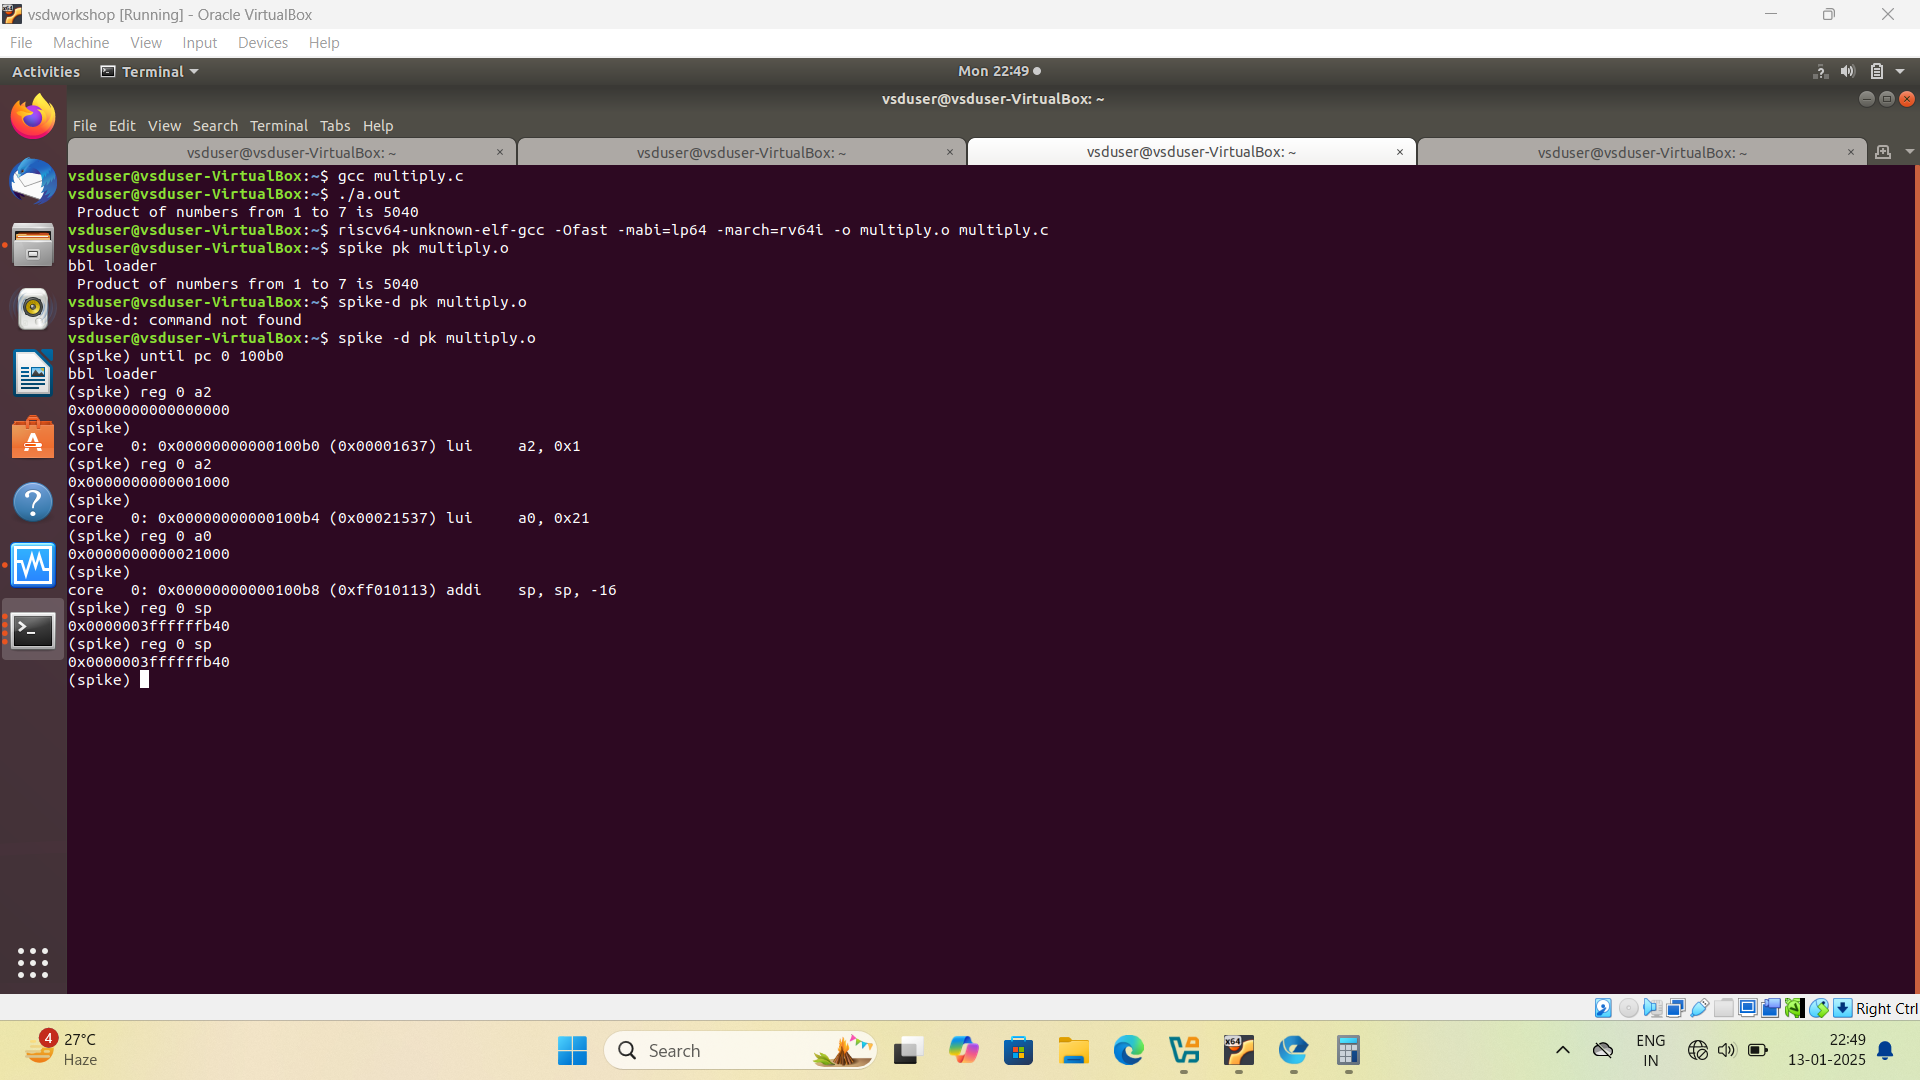 vsdworkshop [Running] - Oracle VirtualBox
File Machine View Input Devices Help
Activities Terminal Mon 22:49
vsduser@vsduser-VirtualBox: ~
File Edit View Search Terminal Tabs Help
vsduser@vsduser-VirtualBox: ~ × vsduser@vsduser-VirtualBox: ~ × vsduser@vsduser-VirtualBox: ~ × vsduser@vsduser-VirtualBox: ~ ×
vsduser@vsduser-VirtualBox:~$ gcc multiply.c
vsduser@vsduser-VirtualBox:~$ ./a.out
Product of numbers from 1 to 7 is 5040
vsduser@vsduser-VirtualBox:~$ riscv64-unknown-elf-gcc -Ofast -mabi=lp64 -march=rv64i -o multiply.o multiply.c
vsduser@vsduser-VirtualBox:~$ spike pk multiply.o
bbl loader
Product of numbers from 1 to 7 is 5040
vsduser@vsduser-VirtualBox:~$ spike-d pk multiply.o
spike-d: command not found
vsduser@vsduser-VirtualBox:~$ spike -d pk multiply.o
(spike) until pc 0 100b0
bbl loader
(spike) reg 0 a2
0x0000000000000000
(spike)
core   0: 0x00000000000100b0 (0x00001637) lui     a2, 0x1
(spike) reg 0 a2
0x0000000000001000
(spike)
core   0: 0x00000000000100b4 (0x00021537) lui     a0, 0x21
(spike) reg 0 a0
0x0000000000021000
(spike)
core   0: 0x00000000000100b8 (0xff010113) addi    sp, sp, -16
(spike) reg 0 sp
0x0000003ffffffb40
(spike) reg 0 sp
0x0000003ffffffb40
(spike)
Right Ctrl
4 27°C
Haze
Search
x64
ENG
IN
22:49
13-01-2025